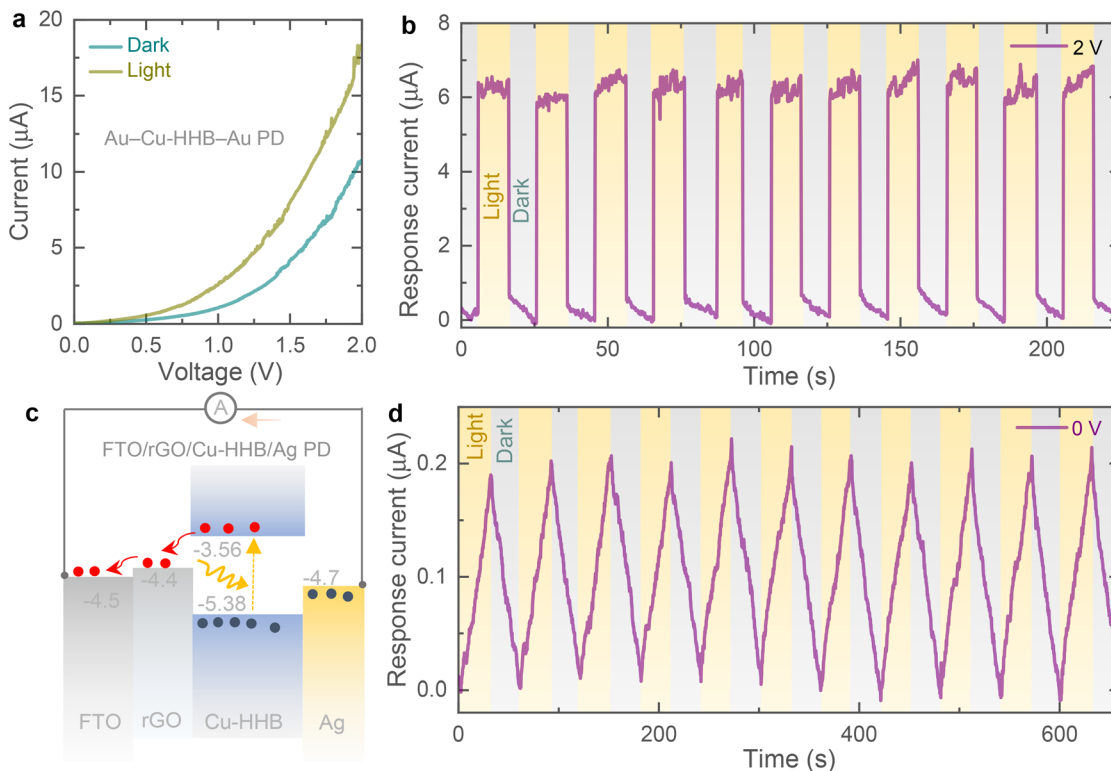 a
Dark
Light
Au–Cu-HHB–Au PD
Current (μA)
20
15
10
5
0
0.0 0.5 1.0 1.5 2.0
Voltage (V)
b
2 V
Light
Dark
Response current (μA)
8
6
4
2
0
0 50 100 150 200
Time (s)
c
A
FTO/rGO/Cu-HHB/Ag PD
-3.56
-4.4
-4.5
-4.7
-5.38
FTO rGO Cu-HHB Ag
d
Light
Dark
0 V
Response current (μA)
0.2
0.1
0.0
0 200 400 600
Time (s)